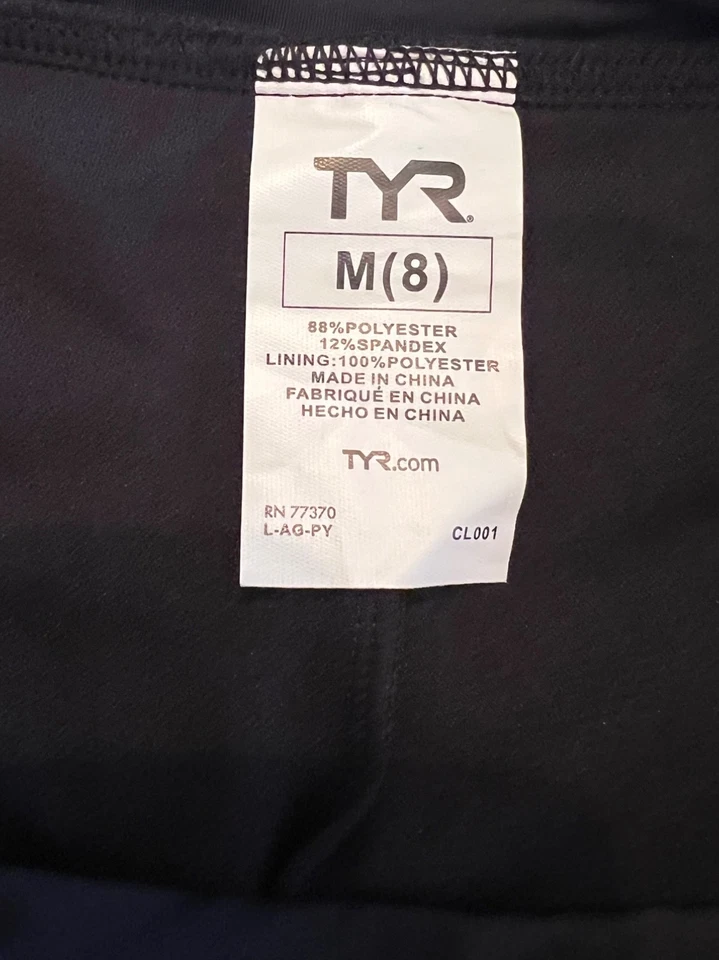 TYR®
M(8)
88%POLYESTER
12%SPANDEX
LINING:100%POLYESTER
MADE IN CHINA
FABRIQUÉ EN CHINA
HECHO EN CHINA
TYR.com
RN 77370
L-AG-PY
CL001